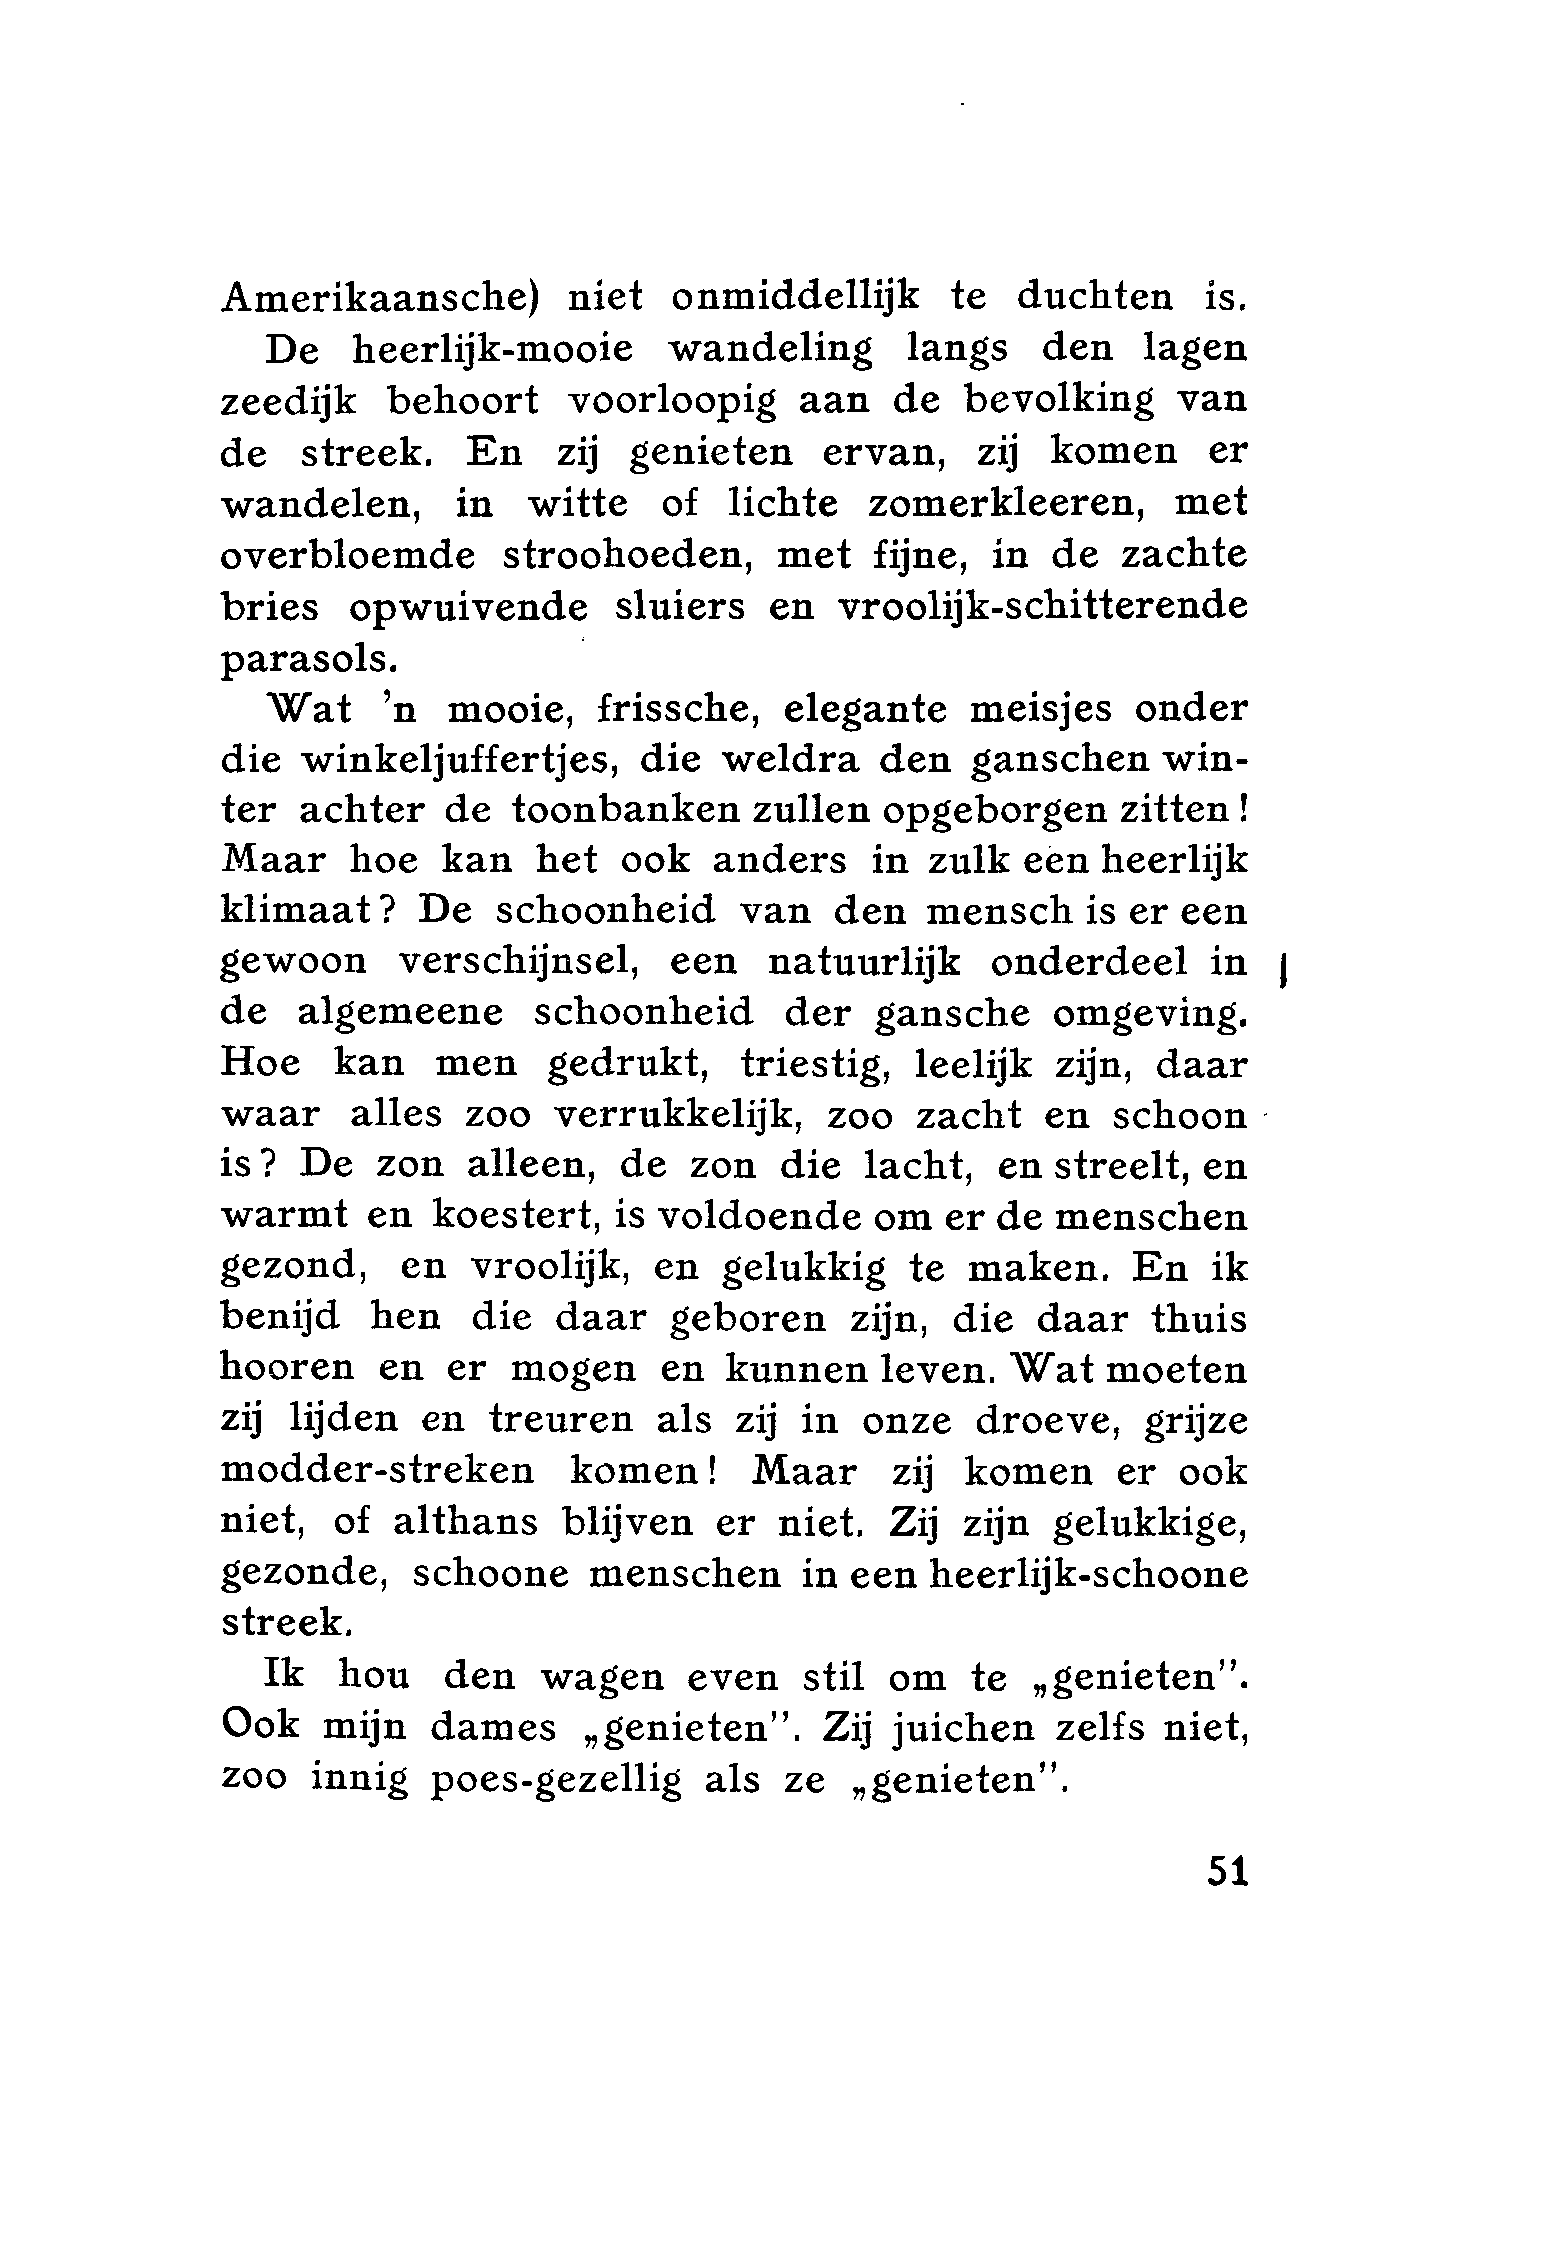 Amerikaansche) niet onmiddellijk te duchten is.
De heerlijk-mooie wandeling langs den lagen
zeedijk behoort voorloopig aan de bevolking van
de streek. En zij genieten ervan, zij komen er
wandelen, in witte of lichte zomerkleeren, met
overbloemde stroohoeden, met fijne, in de zachte
bries opwuivende sluiers en vroolijk-schitterende
parasols.
Wat 'n mooie, frissche, elegante meisjes onder
die winkeljuffertjes, die weldra den ganschen win-
ter achter de toonbanken zullen opgeborgen zitten!
Maar hoe kan het ook anders in zulk een heerlijk
klimaat? De schoonheid van den mensch is er een
gewoon verschijnsel, een natuurlijk onderdeel in
de algemeene schoonheid der gansche omgeving.
Hoe kan men gedrukt, triestig, leelijk zijn, daar
waar alles zoo verrukkelijk, zoo zacht en schoon
is? De zon alleen, de zon die lacht, en streelt, en
warmt en koestert, is voldoende om er de menschen
gezond, en vroolijk, en gelukkig te maken. En ik
benijd hen die daar geboren zijn, die daar thuis
hooren en er mogen en kunnen leven. Wat moeten
zij lijden en treuren als zij in onze droeve, grijze
modder-streken komen! Maar zij komen er ook
niet, of althans blijven er niet. Zij zijn gelukkige,
gezonde, schoone menschen in een heerlijk-schoone
streek.
Ik hou den wagen even stil om te „genieten”.
Ook mijn dames „genieten”. Zij juichen zelfs niet,
zoo innig poes-gezellig als ze „genieten”.
51